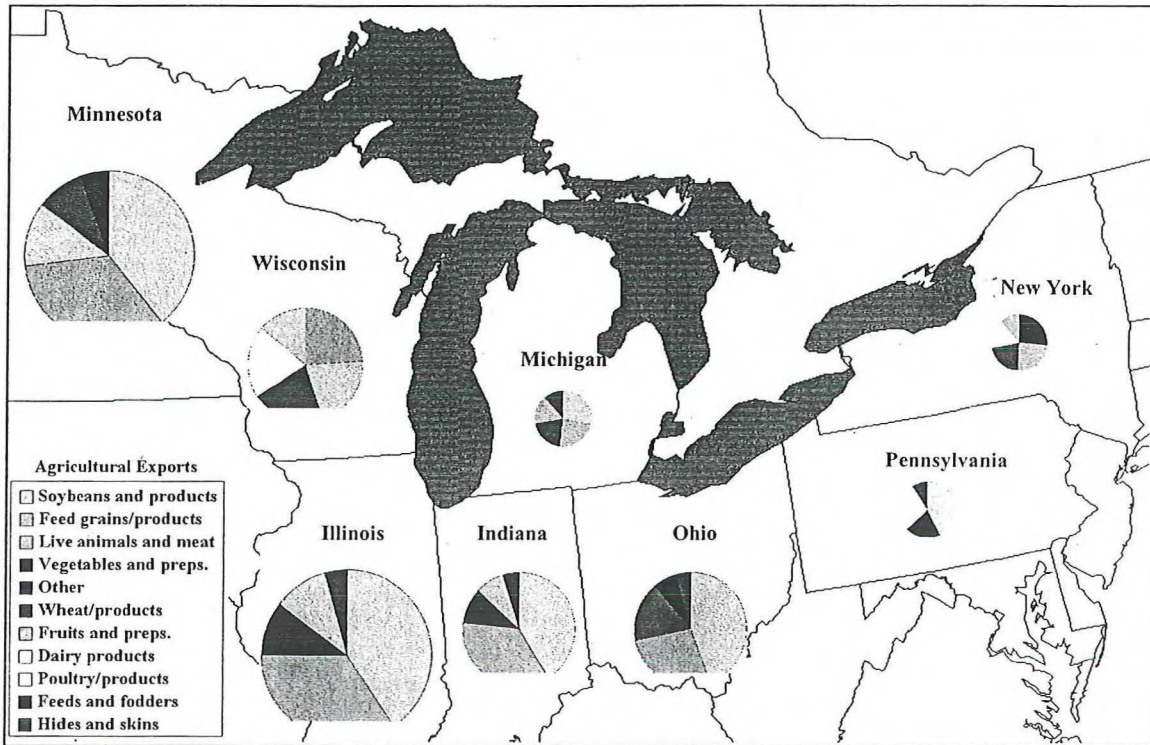 Minnesota
Wisconsin
Michigan
New York
Pennsylvania
Illinois
Indiana
Ohio
Agricultural Exports
Soybeans and products
Feed grains/products
Live animals and meat
Vegetables and preps.
Other
Wheat/products
Fruits and preps.
Dairy products
Poultry/products
Feeds and fodders
Hides and skins